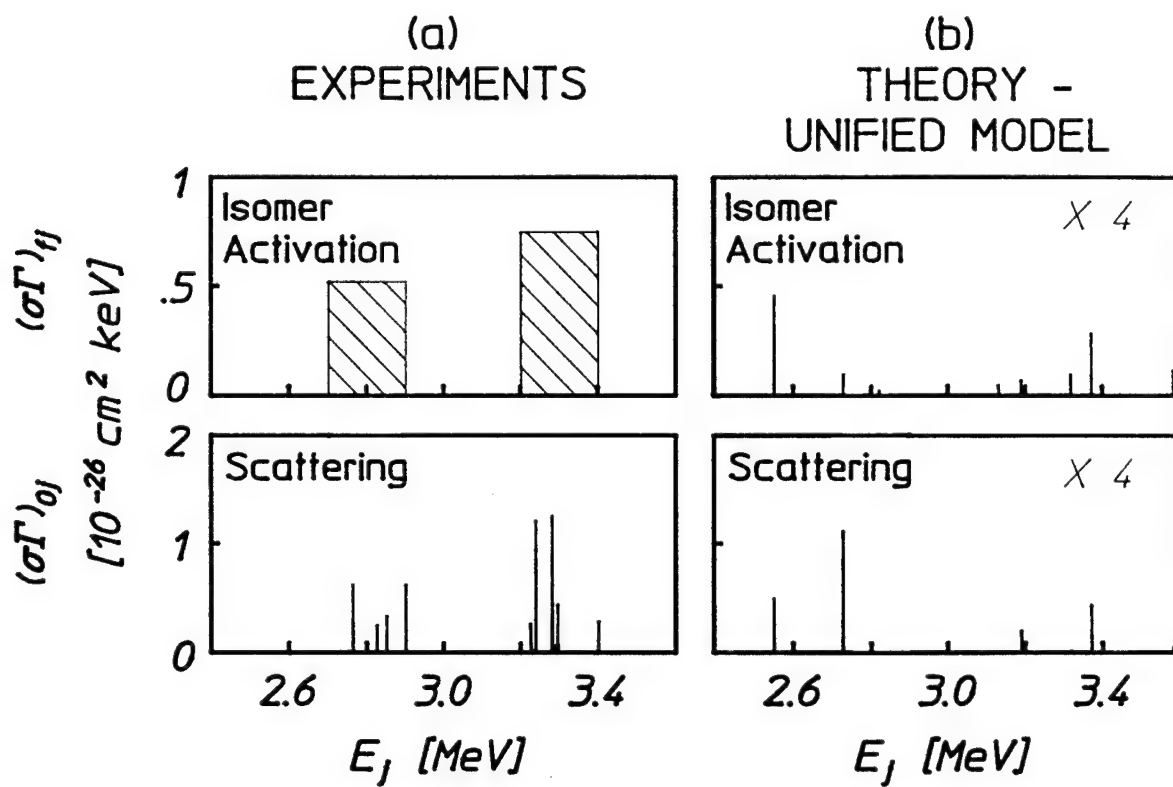 (a)
EXPERIMENTS
(b)
THEORY -
UNIFIED MODEL
(σΓ)fj
(σΓ)0j
[10-26 cm2 keV]
1
.5
0
Isomer
Activation
Isomer
Activation
X 4
2
1
0
Scattering
Scattering
X 4
2.6 3.0 3.4
2.6 3.0 3.4
Ej [MeV]
Ej [MeV]